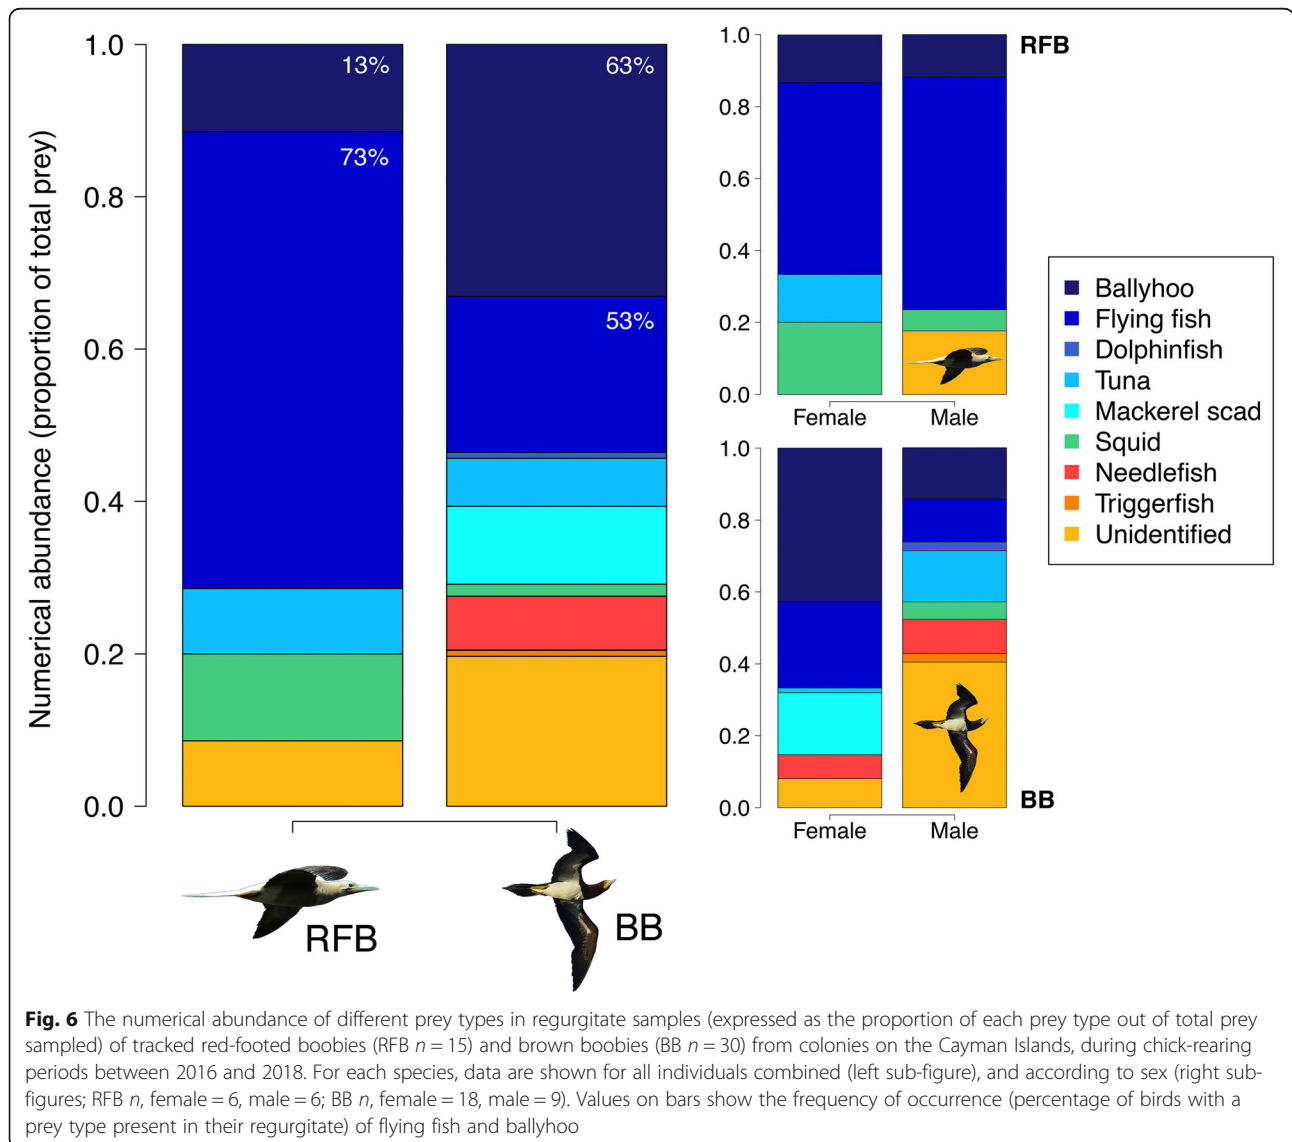 Numerical abundance (proportion of total prey)
1.0
0.8
0.6
0.4
0.2
0.0
13%
73%
63%
53%
RFB
BB
1.0
0.8
0.6
0.4
0.2
0.0
Female
Male
RFB
1.0
0.8
0.6
0.4
0.2
0.0
Female
Male
BB
Ballyhoo
Flying fish
Dolphinfish
Tuna
Mackerel scad
Squid
Needlefish
Triggerfish
Unidentified
Fig. 6 The numerical abundance of different prey types in regurgitate samples (expressed as the proportion of each prey type out of total prey
sampled) of tracked red-footed boobies (RFB n = 15) and brown boobies (BB n = 30) from colonies on the Cayman Islands, during chick-rearing
periods between 2016 and 2018. For each species, data are shown for all individuals combined (left sub-figure), and according to sex (right sub-
figures; RFB n, female = 6, male = 6; BB n, female = 18, male = 9). Values on bars show the frequency of occurrence (percentage of birds with a
prey type present in their regurgitate) of flying fish and ballyhoo